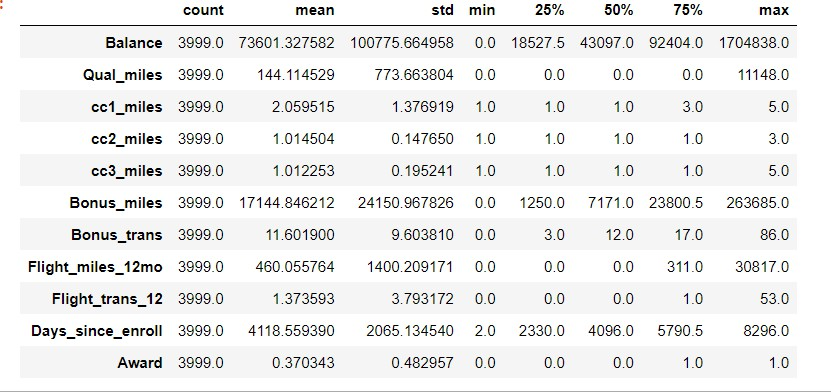 count mean std min 25% 50% 75% max
Balance 3999.0 73601.327582 100775.664958 0.0 18527.5 43097.0 92404.0 1704838.0
Qual_miles 3999.0 144.114529 773.663804 0.0 0.0 0.0 0.0 11148.0
cc1_miles 3999.0 2.059515 1.376919 1.0 1.0 1.0 3.0 5.0
cc2_miles 3999.0 1.014504 0.147650 1.0 1.0 1.0 1.0 3.0
cc3_miles 3999.0 1.012253 0.195241 1.0 1.0 1.0 1.0 5.0
Bonus_miles 3999.0 17144.846212 24150.967826 0.0 1250.0 7171.0 23800.5 263685.0
Bonus_trans 3999.0 11.601900 9.603810 0.0 3.0 12.0 17.0 86.0
Flight_miles_12mo 3999.0 460.055764 1400.209171 0.0 0.0 0.0 311.0 30817.0
Flight_trans_12 3999.0 1.373593 3.793172 0.0 0.0 0.0 1.0 53.0
Days_since_enroll 3999.0 4118.559390 2065.134540 2.0 2330.0 4096.0 5790.5 8296.0
Award 3999.0 0.370343 0.482957 0.0 0.0 0.0 1.0 1.0